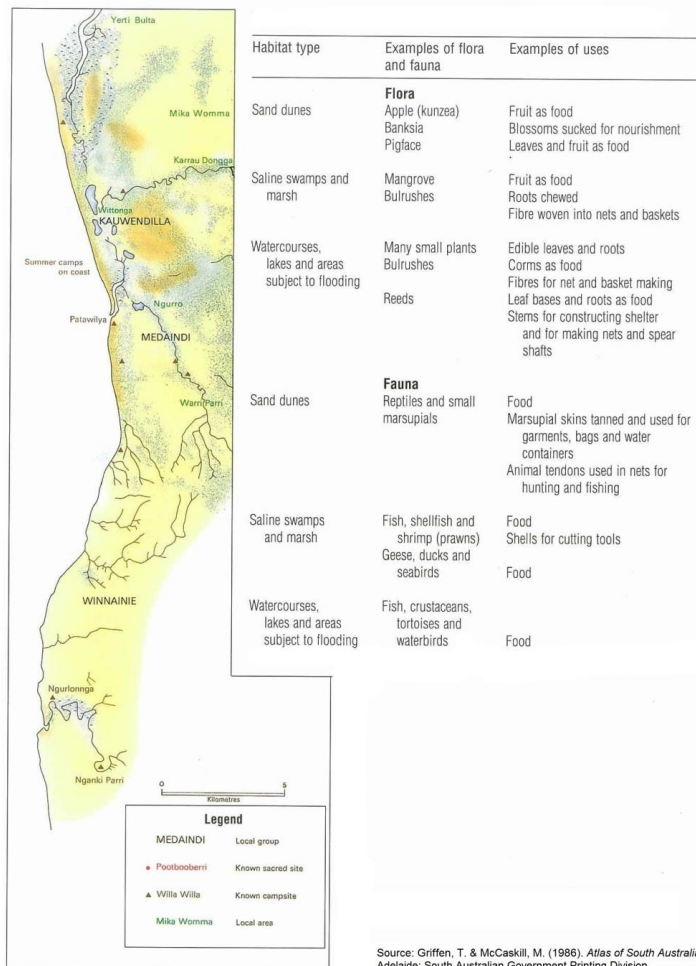 Yerti Bulta
Mika Womma
Karrau Dongga
Wittonga
KAUWENDILLA
Summer camps
on coast
Ngurro
Patawilya
MEDAINDI
Warri Parri
WINNAINIE
Ngurlonnga
Nganki Parri
0 5
Kilometres
Legend
MEDAINDI Local group
Pootbooberri Known sacred site
Willa Willa Known campsite
Mika Womma Local area
Habitat type Examples of flora Examples of uses
and fauna
Flora
Sand dunes Apple (kunzea) Fruit as food
Banksia Blossoms sucked for nourishment
Pigface Leaves and fruit as food
Saline swamps and Mangrove Fruit as food
marsh Bulrushes Roots chewed
Fibre woven into nets and baskets
Watercourses, Many small plants Edible leaves and roots
lakes and areas Bulrushes Corms as food
subject to flooding Fibres for net and basket making
Reeds Leaf bases and roots as food
Stems for constructing shelter
and for making nets and spear
shafts
Fauna
Sand dunes Reptiles and small Food
marsupials Marsupial skins tanned and used for
garments, bags and water
containers
Animal tendons used in nets for
hunting and fishing
Saline swamps Fish, shellfish and Food
and marsh shrimp (prawns) Shells for cutting tools
Geese, ducks and
seabirds Food
Watercourses, Fish, crustaceans,
lakes and areas tortoises and
subject to flooding waterbirds Food
Source: Griffen, T. & McCaskill, M. (1986). Atlas of South Australi
Adelaide: South Australian Government Printing Division